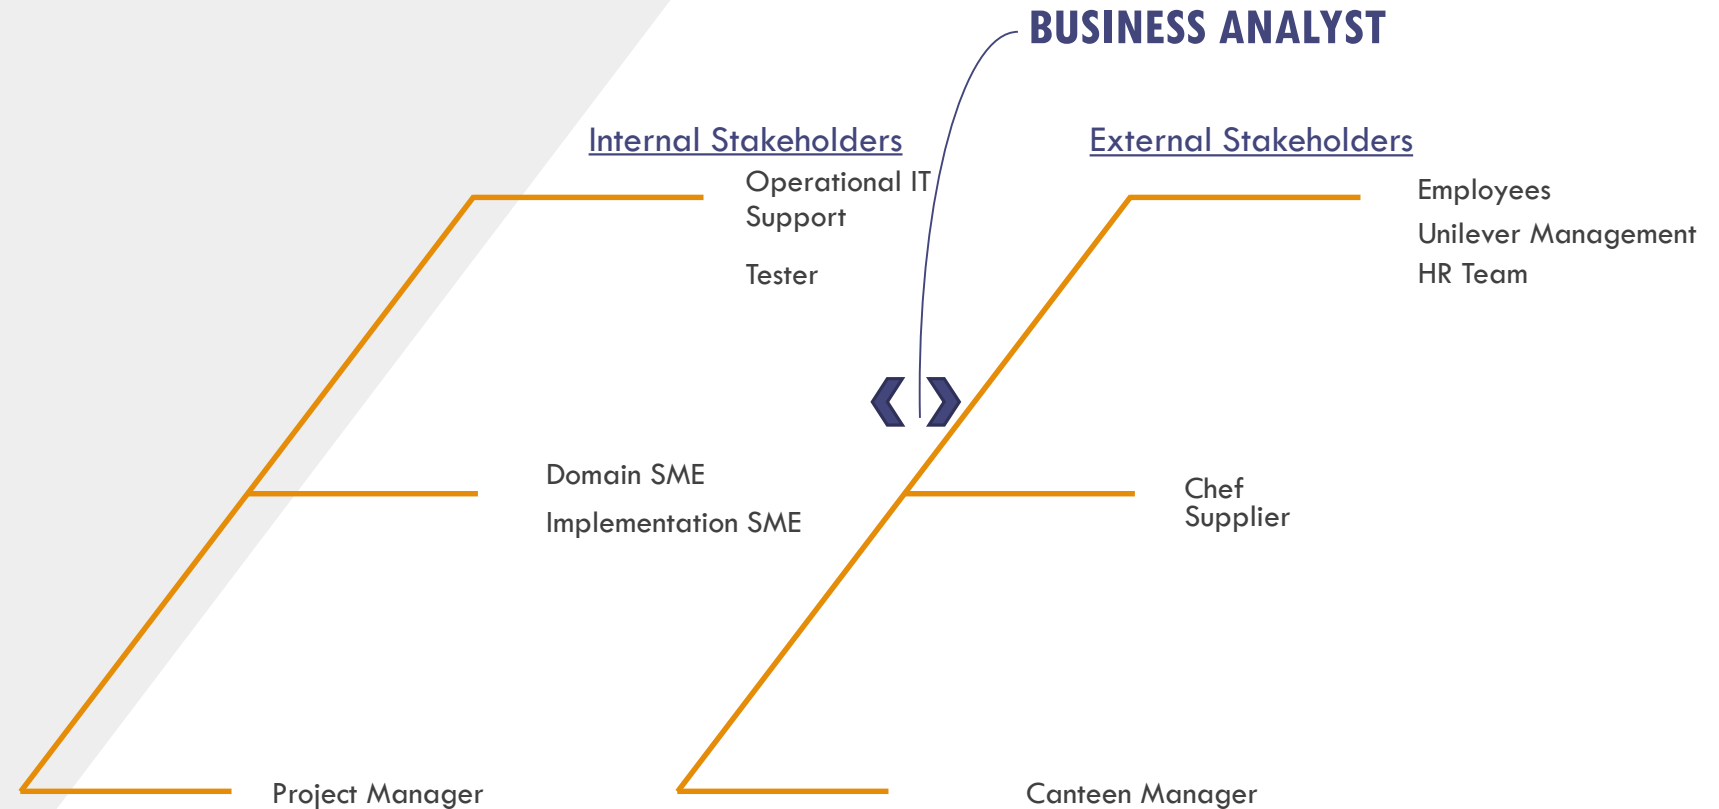 BUSINESS ANALYST
Internal Stakeholders
Operational IT
Support
Tester
Domain SME
Implementation SME
Project Manager
External Stakeholders
Employees
Unilever Management
HR Team
Chef
Supplier
Canteen Manager